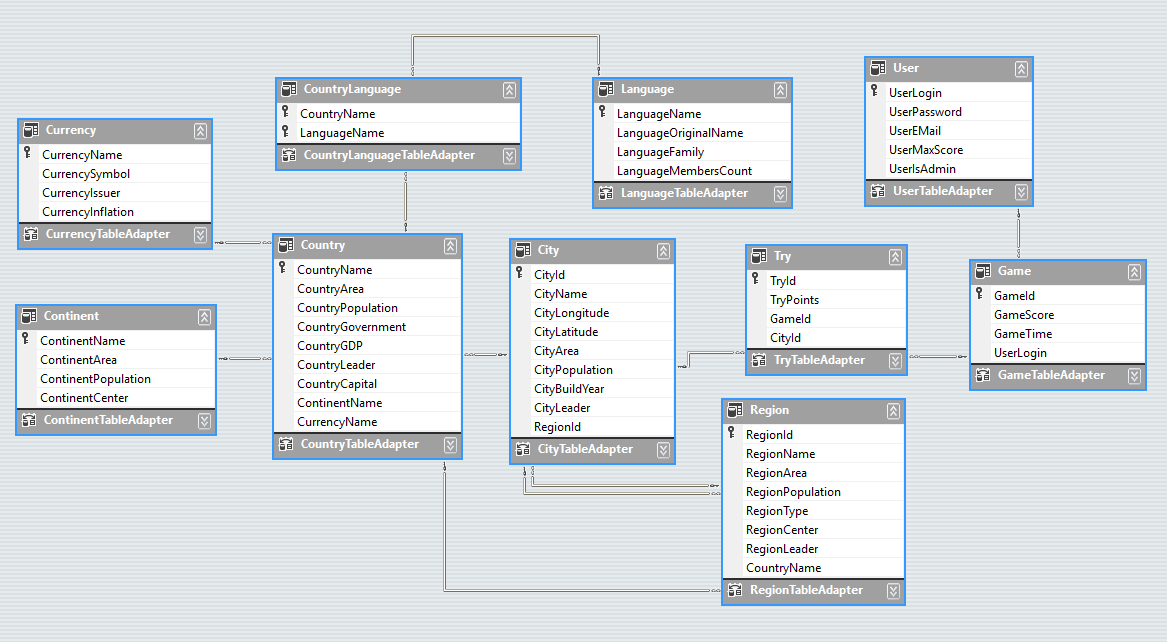 Currency
CurrencyName
CurrencySymbol
CurrencyIssuer
CurrencyInflation
CurrencyTableAdapter
Continent
ContinentName
ContinentArea
ContinentPopulation
ContinentCenter
ContinentTableAdapter
CountryLanguage
CountryName
LanguageName
CountryLanguageTableAdapter
Country
CountryName
CountryArea
CountryPopulation
CountryGovernment
CountryGDP
CountryLeader
CountryCapital
ContinentName
CurrencyName
CountryTableAdapter
Language
LanguageName
LanguageOriginalName
LanguageFamily
LanguageMembersCount
LanguageTableAdapter
City
CityId
CityName
CityLongitude
CityLatitude
CityArea
CityPopulation
CityBuildYear
CityLeader
RegionId
CityTableAdapter
User
UserLogin
UserPassword
UserEMail
UserMaxScore
UserIsAdmin
UserTableAdapter
Try
TryId
TryPoints
GameId
CityId
TryTableAdapter
Game
GameId
GameScore
GameTime
UserLogin
GameTableAdapter
Region
RegionId
RegionName
RegionArea
RegionPopulation
RegionType
RegionCenter
RegionLeader
CountryName
RegionTableAdapter